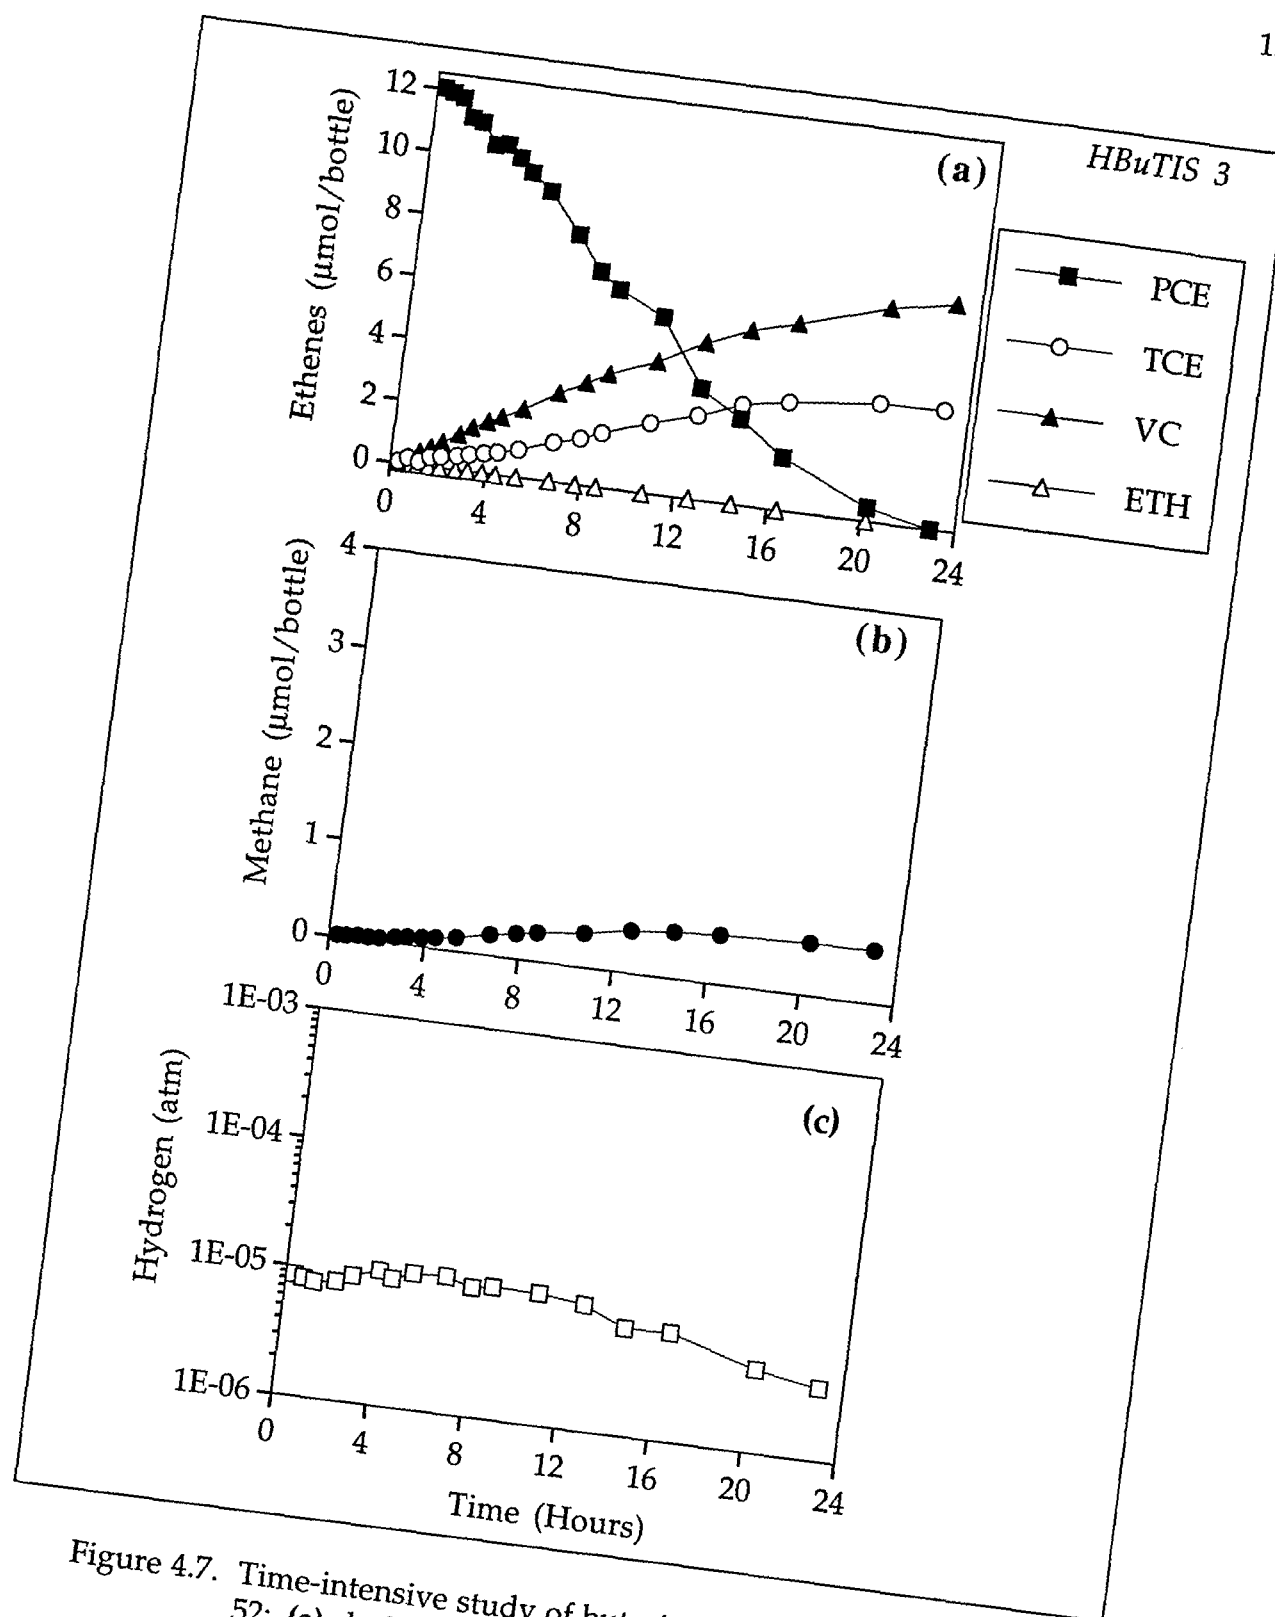 HBuTIS 3
(a)
Ethenes (µmol/bottle)
12
10
8
6
4
2
0
0 4 8 12 16 20 24
PCE
TCE
VC
ETH
(b)
Methane (µmol/bottle)
4
3
2
1
0
0 4 8 12 16 20 24
(c)
Hydrogen (atm)
1E-03
1E-04
1E-05
1E-06
0 4 8 12 16 20 24
Time (Hours)
Figure 4.7. Time-intensive study of
52: (c)